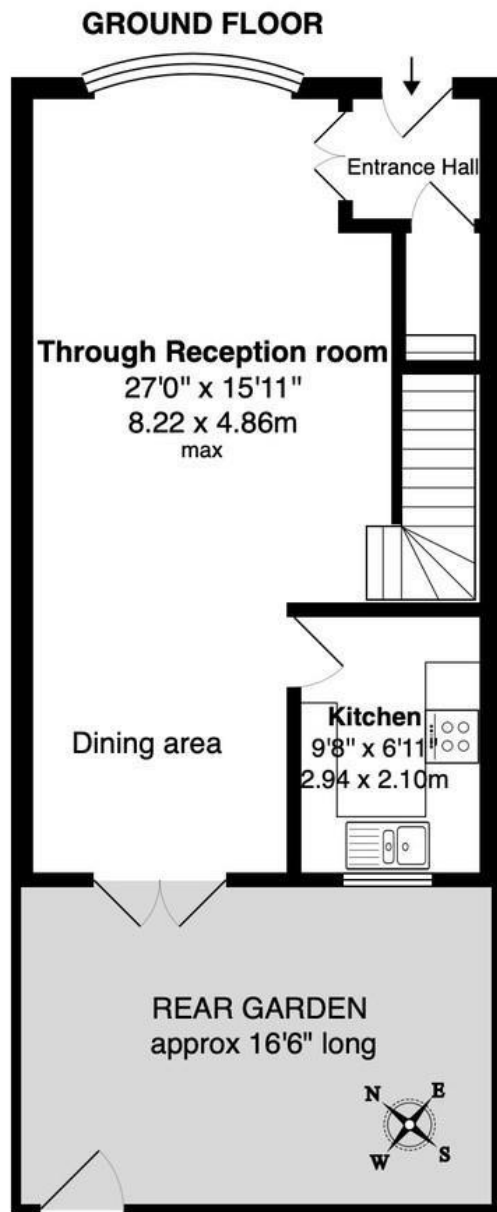 GROUND FLOOR
Entrance Hall
Through Reception room
27'0" x 15'11"
8.22 x 4.86m
max
Dining area
Kitchen
9'8" x 6'11"
2.94 x 2.10m
REAR GARDEN
approx 16'6" long
N
E
W
S